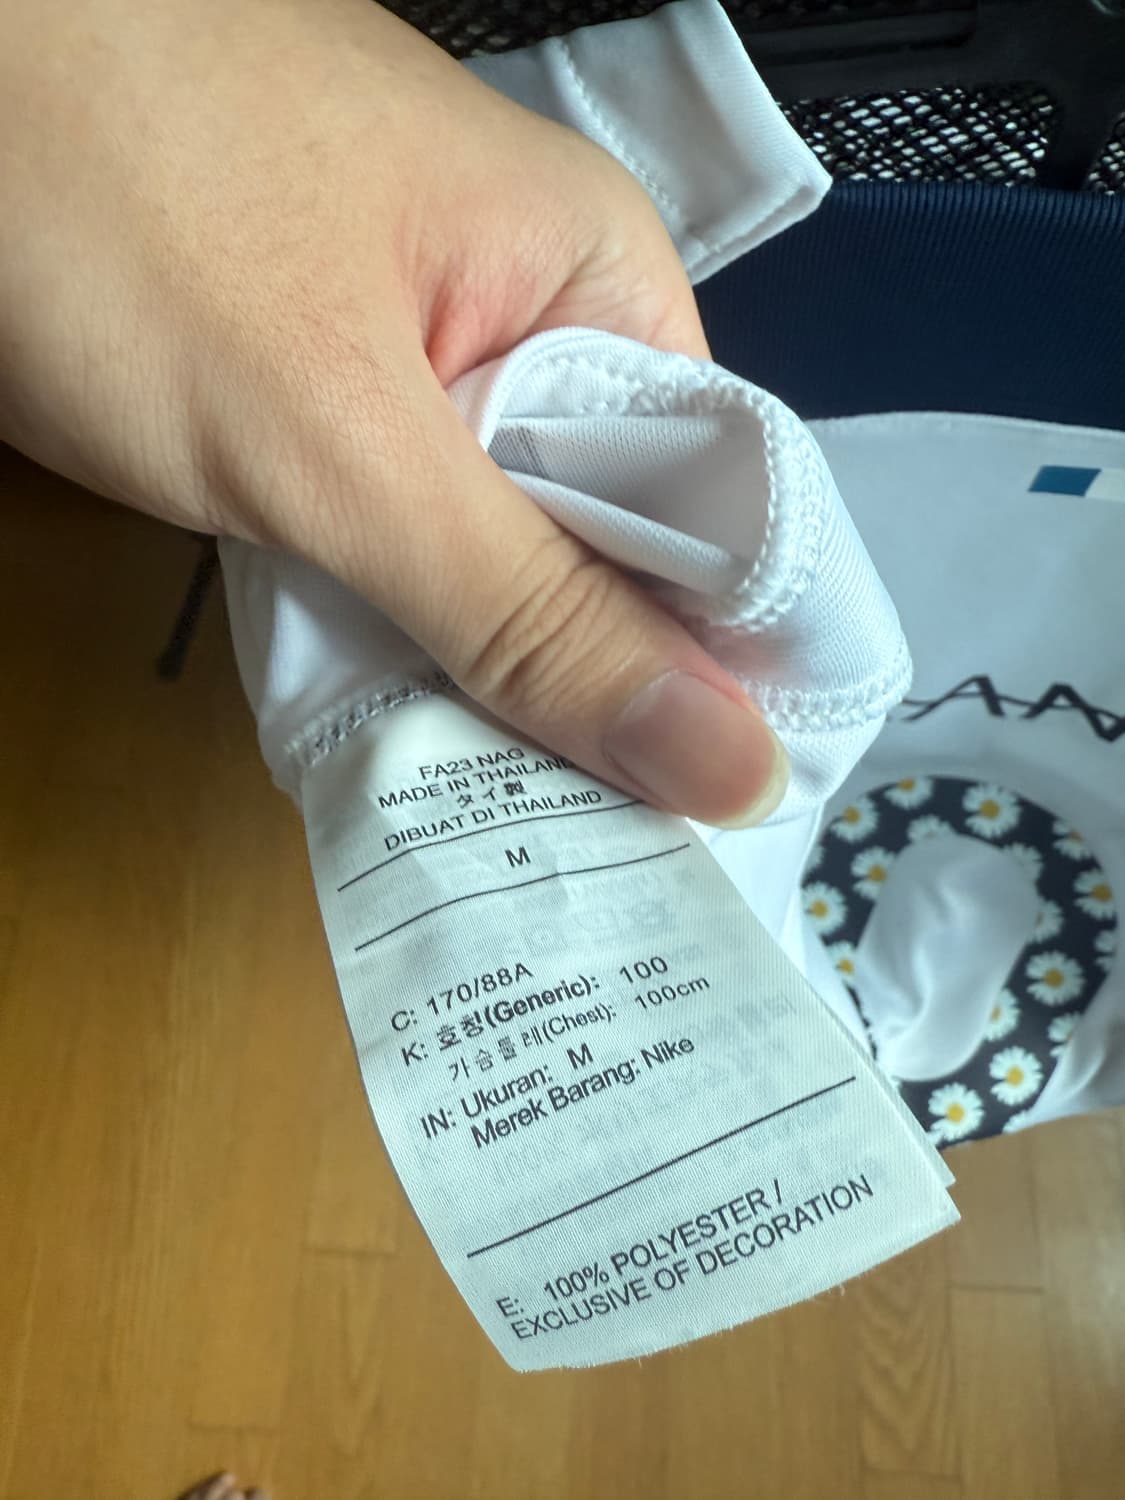 FA23 NAG
MADE IN THAILAND
タイ製
DIBUAT DI THAILAND
M
C: 170/88A
K: 호칭(Generic): 100
가슴둘레(Chest): 100cm
IN: Ukuran: M
Merek Barang: Nike
E: 100% POLYESTER /
EXCLUSIVE OF DECORATION